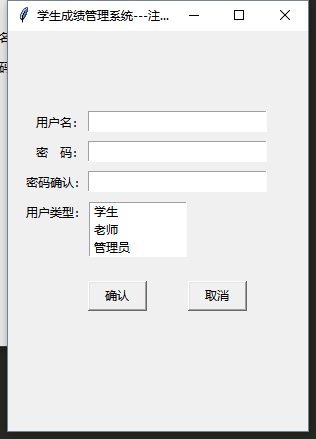 学生成绩管理系统---注...
用户名:
密 码:
密码确认:
用户类型:
学生
老师
管理员
确认 取消